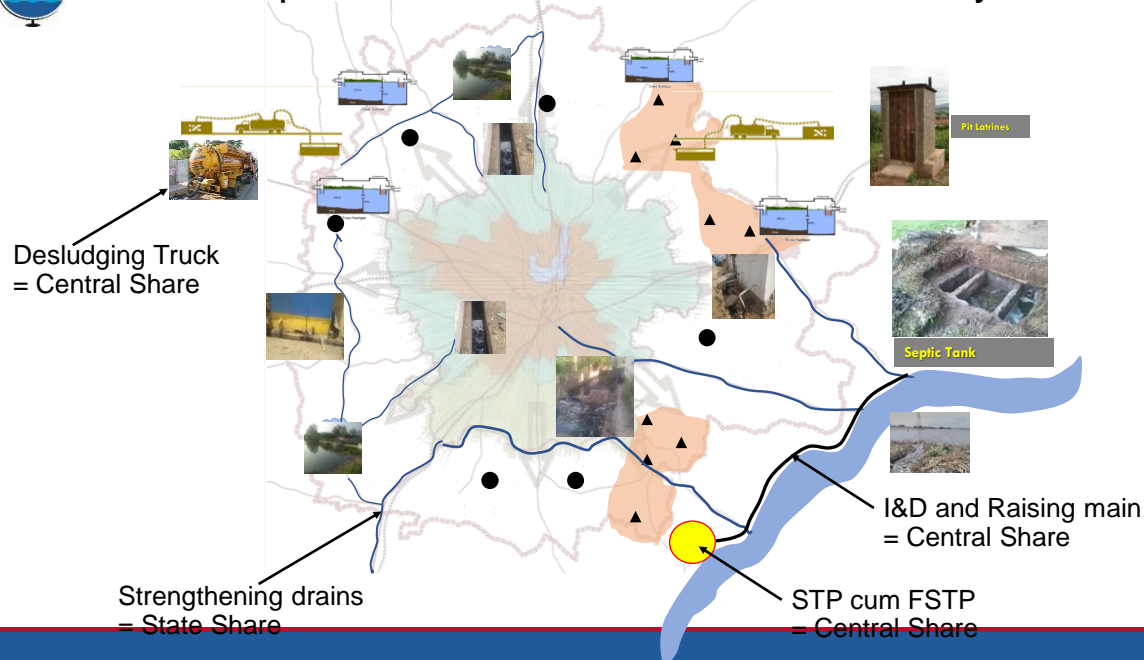 Pit Latrines
Desludging Truck
= Central Share
Septic Tank
I&D and Raising main
= Central Share
Strengthening drains
= State Share
STP cum FSTP
= Central Share